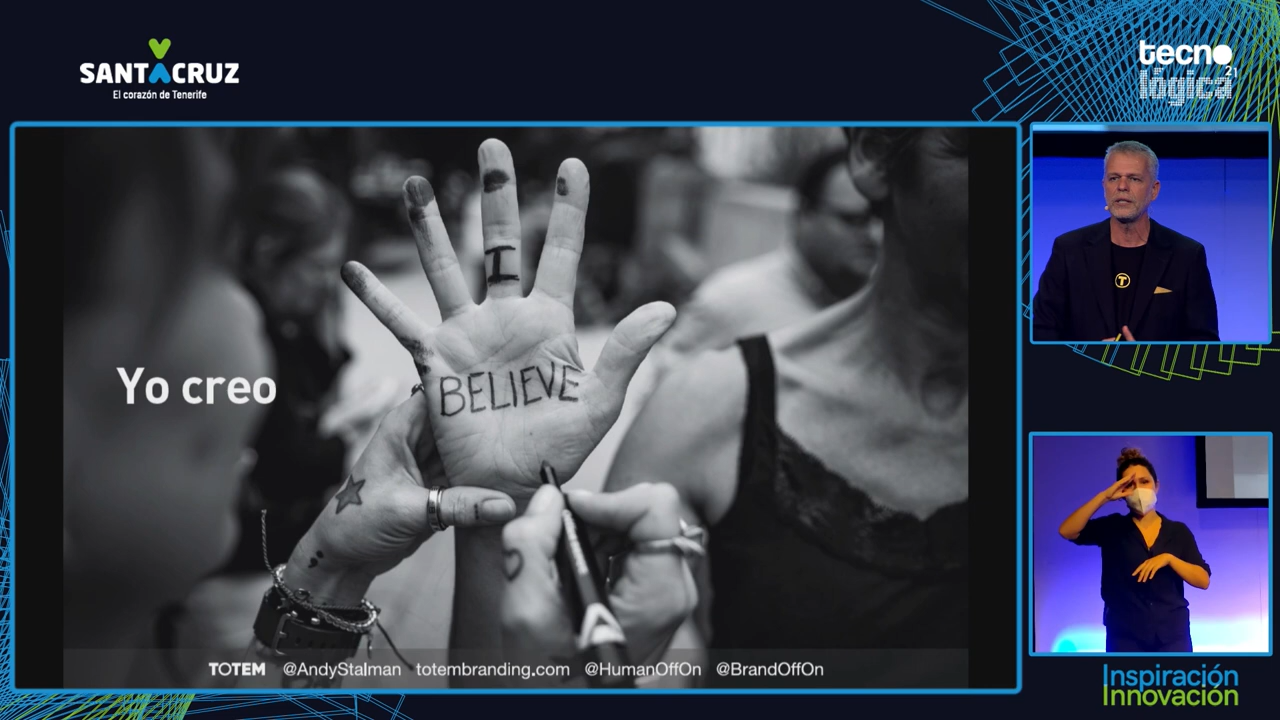 SANTACRUZ
El corazón de Tenerife
tecno
lógica
21
I
BELIEVE
Yo creo
TOTEM @AndyStalman totembranding.com @HumanOffOn @BrandOffOn
T
Inspiración
Innovación